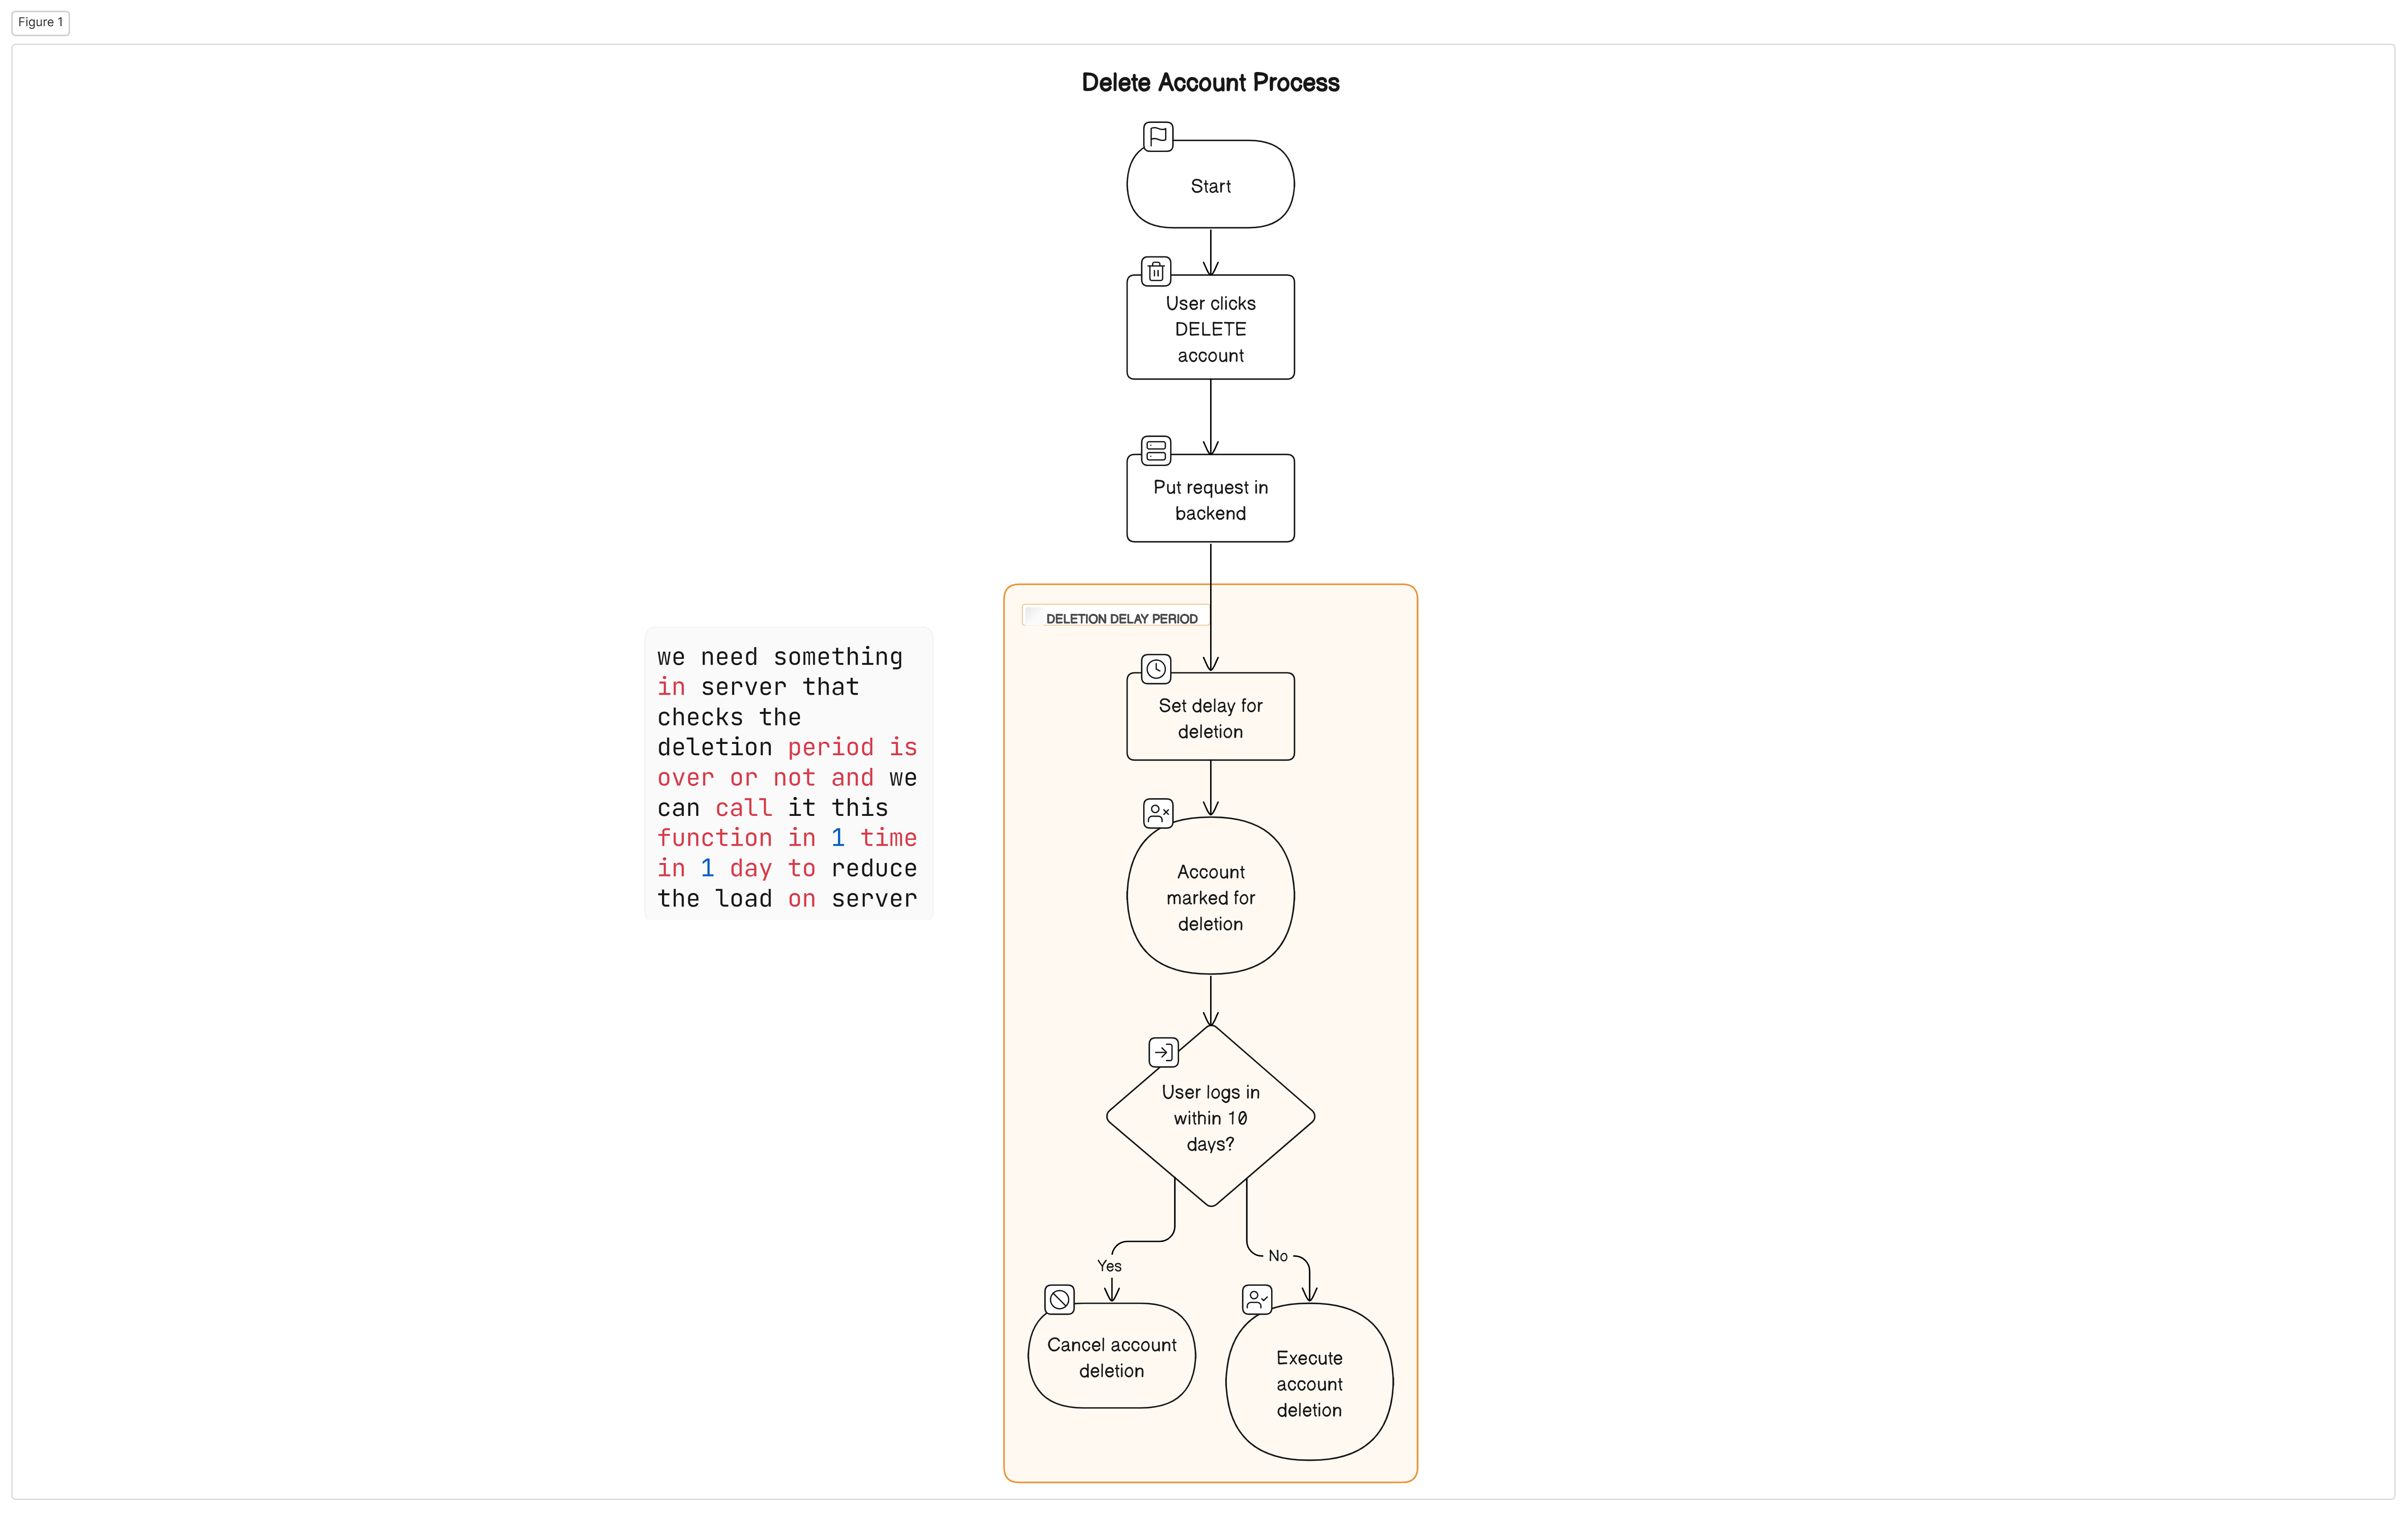 Figure 1
Delete Account Process
Start
User clicks
DELETE
account
Put request in
backend
DELETION DELAY PERIOD
we need something
in server that
checks the
deletion period is
over or not and we
can call it this
function in 1 time
in 1 day to reduce
the load on server
Set delay for
deletion
Account
marked for
deletion
User logs in
within 10
days?
Yes
No
Cancel account
deletion
Execute
account
deletion